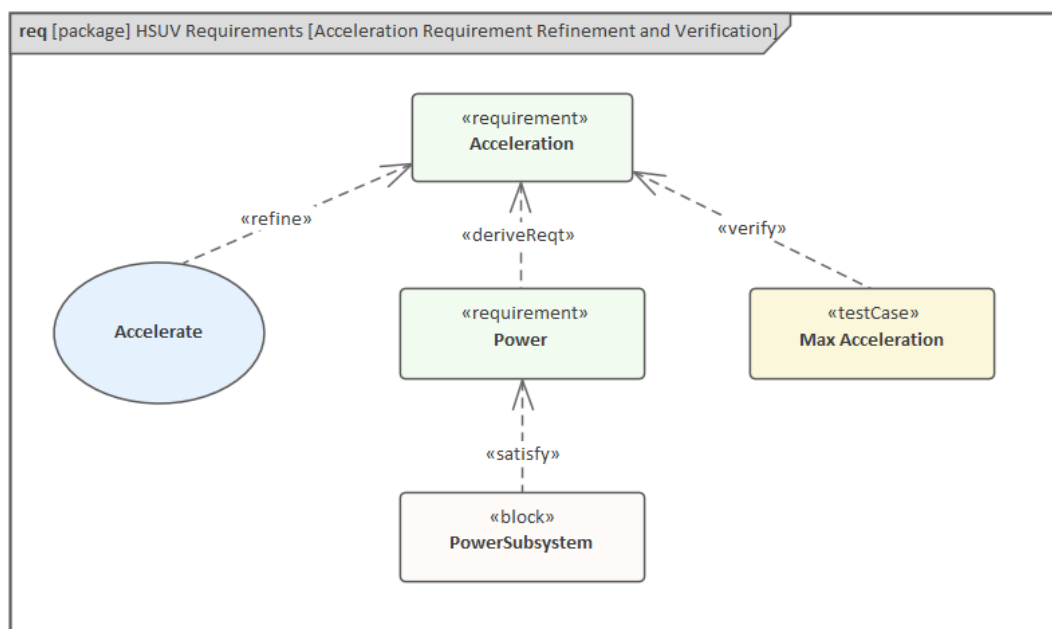 req [package] HSUV Requirements [Acceleration Requirement Refinement and Verification]
«requirement»
Acceleration
«refine»
«deriveReqt»
«verify»
Accelerate
«requirement»
Power
«testCase»
Max Acceleration
«satisfy»
«block»
PowerSubsystem